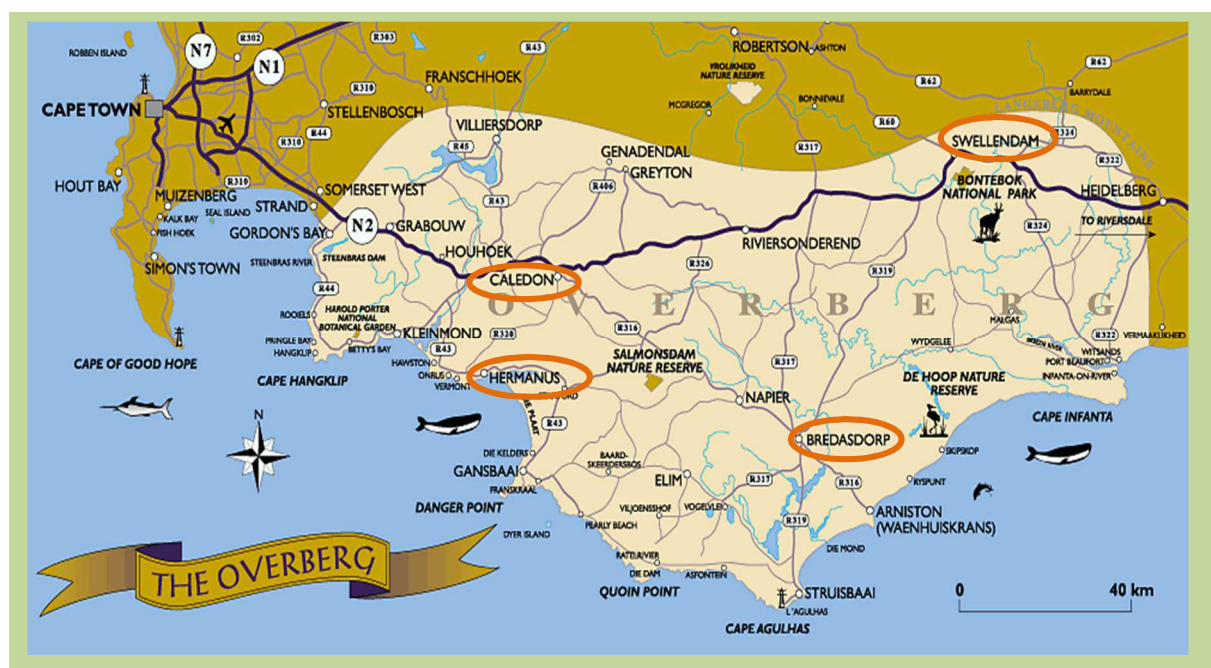 ROBBEN ISLAND
N7
R302
N1
R303
R43
ROBERTSON
ASHTON
R62
R62
BARRYDALE
VROLIKHEID
NATURE RESERVE
FRANSCHHOEK
R310
CAPE TOWN
STELLENBOSCH
MCGREGOR
BONNIEVALE
LANGEBERG MOUNTAINS
R44
VILLIERSDORP
R60
R324
R310
R45
R317
SWELLENDAM
GENADENDAL
GREYTON
R322
HOUT BAY
R310
MUIZENBERG
SOMERSET WEST
R406
BONTEBOK
NATIONAL PARK
HEIDELBERG
SEAL ISLAND
STRAND
R43
KALK BAY
N2
GRABOUW
TO RIVERSDALE
FISH HOEK
GORDON'S BAY
RIVIERSONDEREND
R324
SIMON'S TOWN
STEENBRAS RIVER
STEENBRAS DAM
HOUHOEK
R326
R319
CALEDON
R44
OVERBERG
HAROLD PORTER
NATIONAL
BOTANICAL GARDEN
ROOIELS
R320
R316
MALGAS
R322
VERMAAKLIKHEID
KLEINMOND
PRINGLE BAY
HANGKLIP
BETTY'S BAY
R43
SALMONSDAM
NATURE RESERVE
R317
WYDGELEE
WITSANDS
PORT BEAUFORT
INFANTA-ON-RIVER
CAPE OF GOOD HOPE
HAWSTON
ONRUS
VERMONT
HERMANUS
CAPE HANGKLIP
DE HOOP NATURE
RESERVE
NAPIER
CAPE INFANTA
R43
N
BREDASDORP
DIE KELDERS
BAARD-
SKEERDERSBOS
SKIPSKOP
GANSBAAI
FRANSKRAAL
ELIM
R317
R316
RYSPUNT
DANGER POINT
VILJOENSHOF
VOGELVLEI
ARNISTON
(WAENHUISKRANS)
PEARLY BEACH
R319
DYER ISLAND
DIE MOND
THE OVERBERG
RATELRIVIER
DIE DAM
ASFONTEIN
QUOIN POINT
STRUISBAAI
L'AGULHAS
CAPE AGULHAS
0
40 km